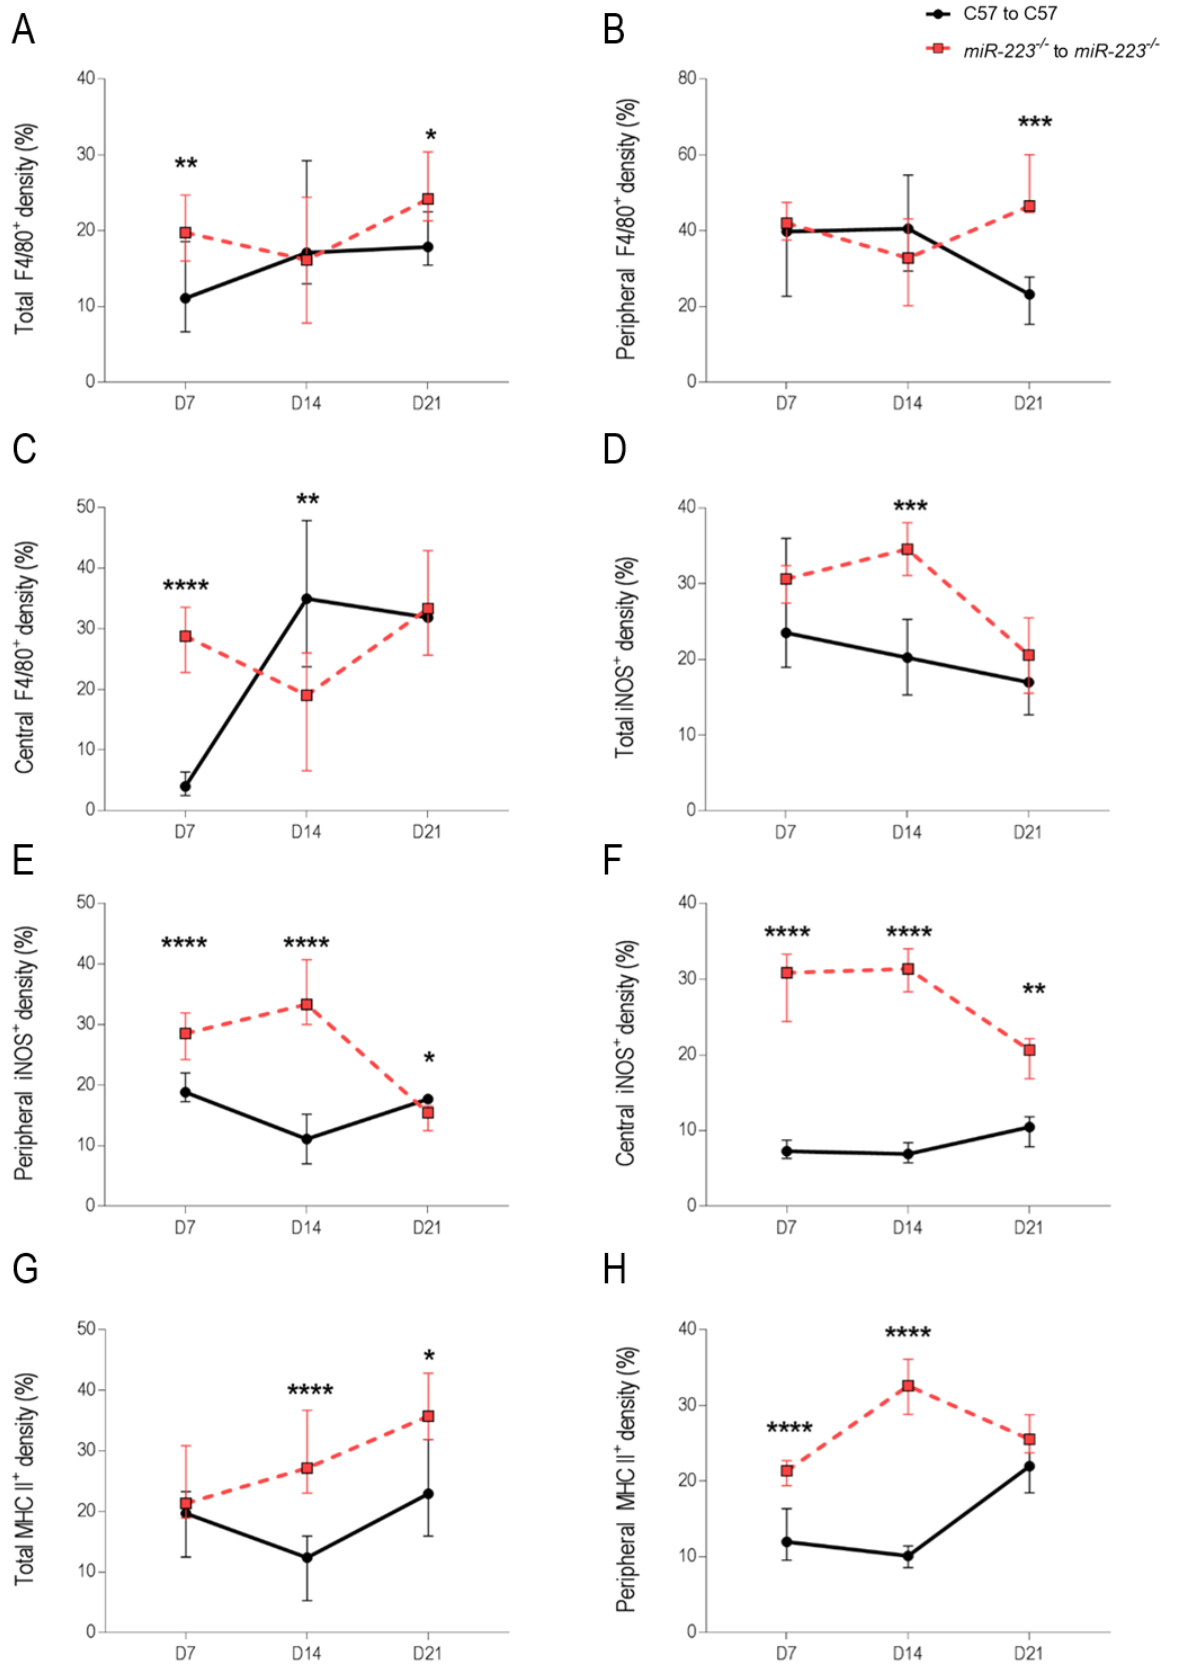 C57 to C57
miR-223-/- to miR-223-/-
A
Total F4/80+ density (%)
40
30
20
10
0
**
*
D7 D14 D21
B
Peripheral F4/80+ density (%)
80
60
40
20
0
***
D7 D14 D21
C
Central F4/80+ density (%)
50
40
30
20
10
0
****
**
D7 D14 D21
D
Total iNOS+ density (%)
40
30
20
10
0
***
D7 D14 D21
E
Peripheral iNOS+ density (%)
50
40
30
20
10
0
****
****
*
D7 D14 D21
F
Central iNOS+ density (%)
40
30
20
10
0
****
****
**
D7 D14 D21
G
Total MHC II+ density (%)
50
40
30
20
10
0
****
*
D7 D14 D21
H
Peripheral MHC II+ density (%)
40
30
20
10
0
****
****
D7 D14 D21